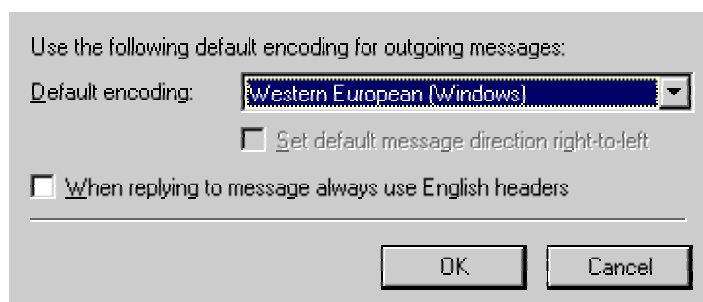 Use the following default encoding for outgoing messages:
Default encoding: Western European (Windows)
Set default message direction right-to-left
When replying to message always use English headers
OK Cancel